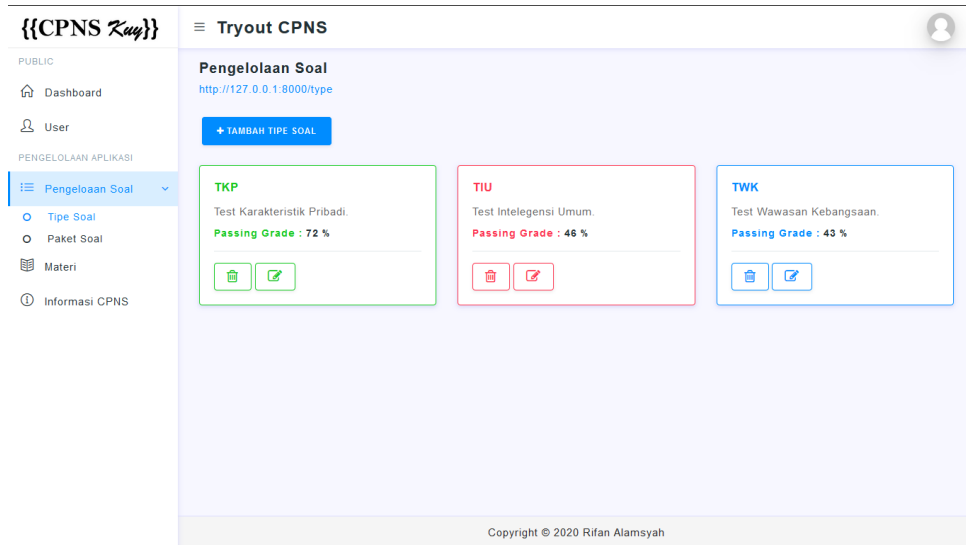 {{CPNS Kuy}}
Tryout CPNS
PUBLIC
Dashboard
User
PENGELOLAAN APLIKASI
Pengeloaan Soal
Tipe Soal
Paket Soal
Materi
Informasi CPNS
Pengelolaan Soal
http://127.0.0.1:8000/type
+ TAMBAH TIPE SOAL
TKP
Test Karakteristik Pribadi.
Passing Grade : 72 %
TIU
Test Intelegensi Umum.
Passing Grade : 46 %
TWK
Test Wawasan Kebangsaan.
Passing Grade : 43 %
Copyright © 2020 Rifan Alamsyah